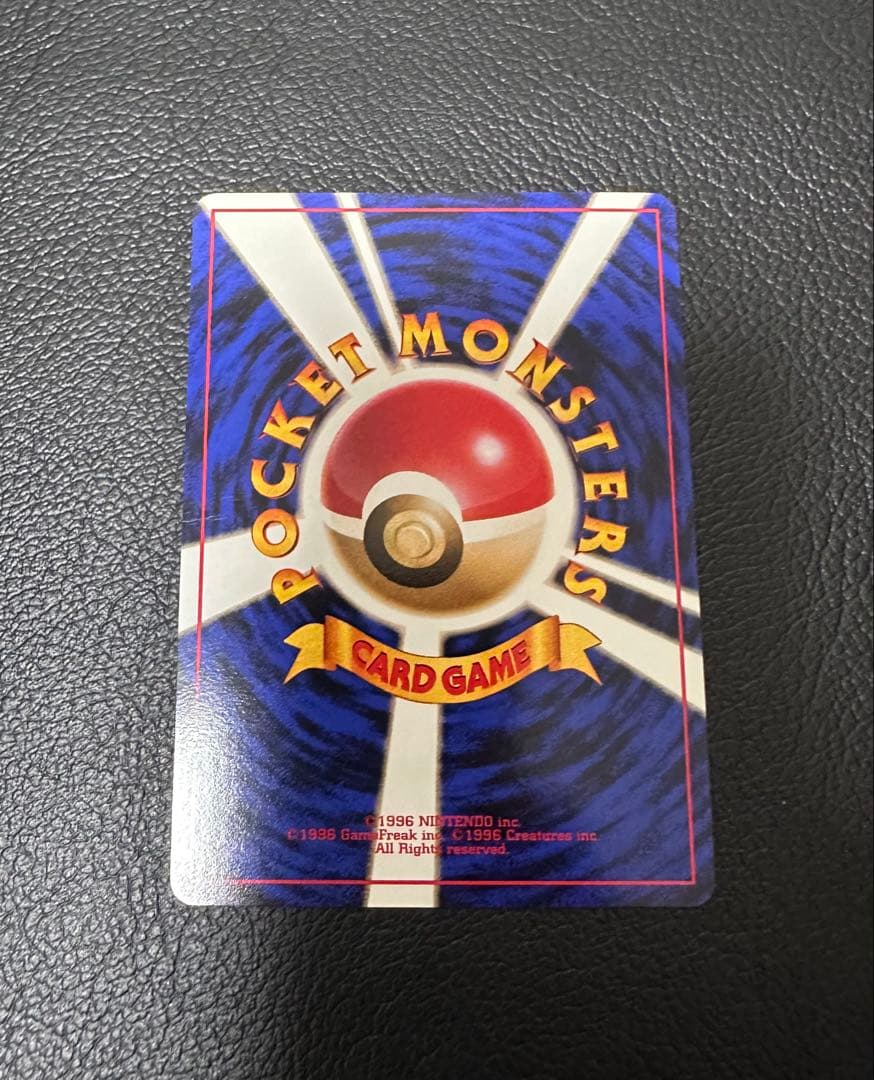 POCKET MONSTERS
CARD GAME
©1996 NINTENDO inc.
©1996 GameFreak inc. ©1996 Creatures inc.
All Rights reserved.